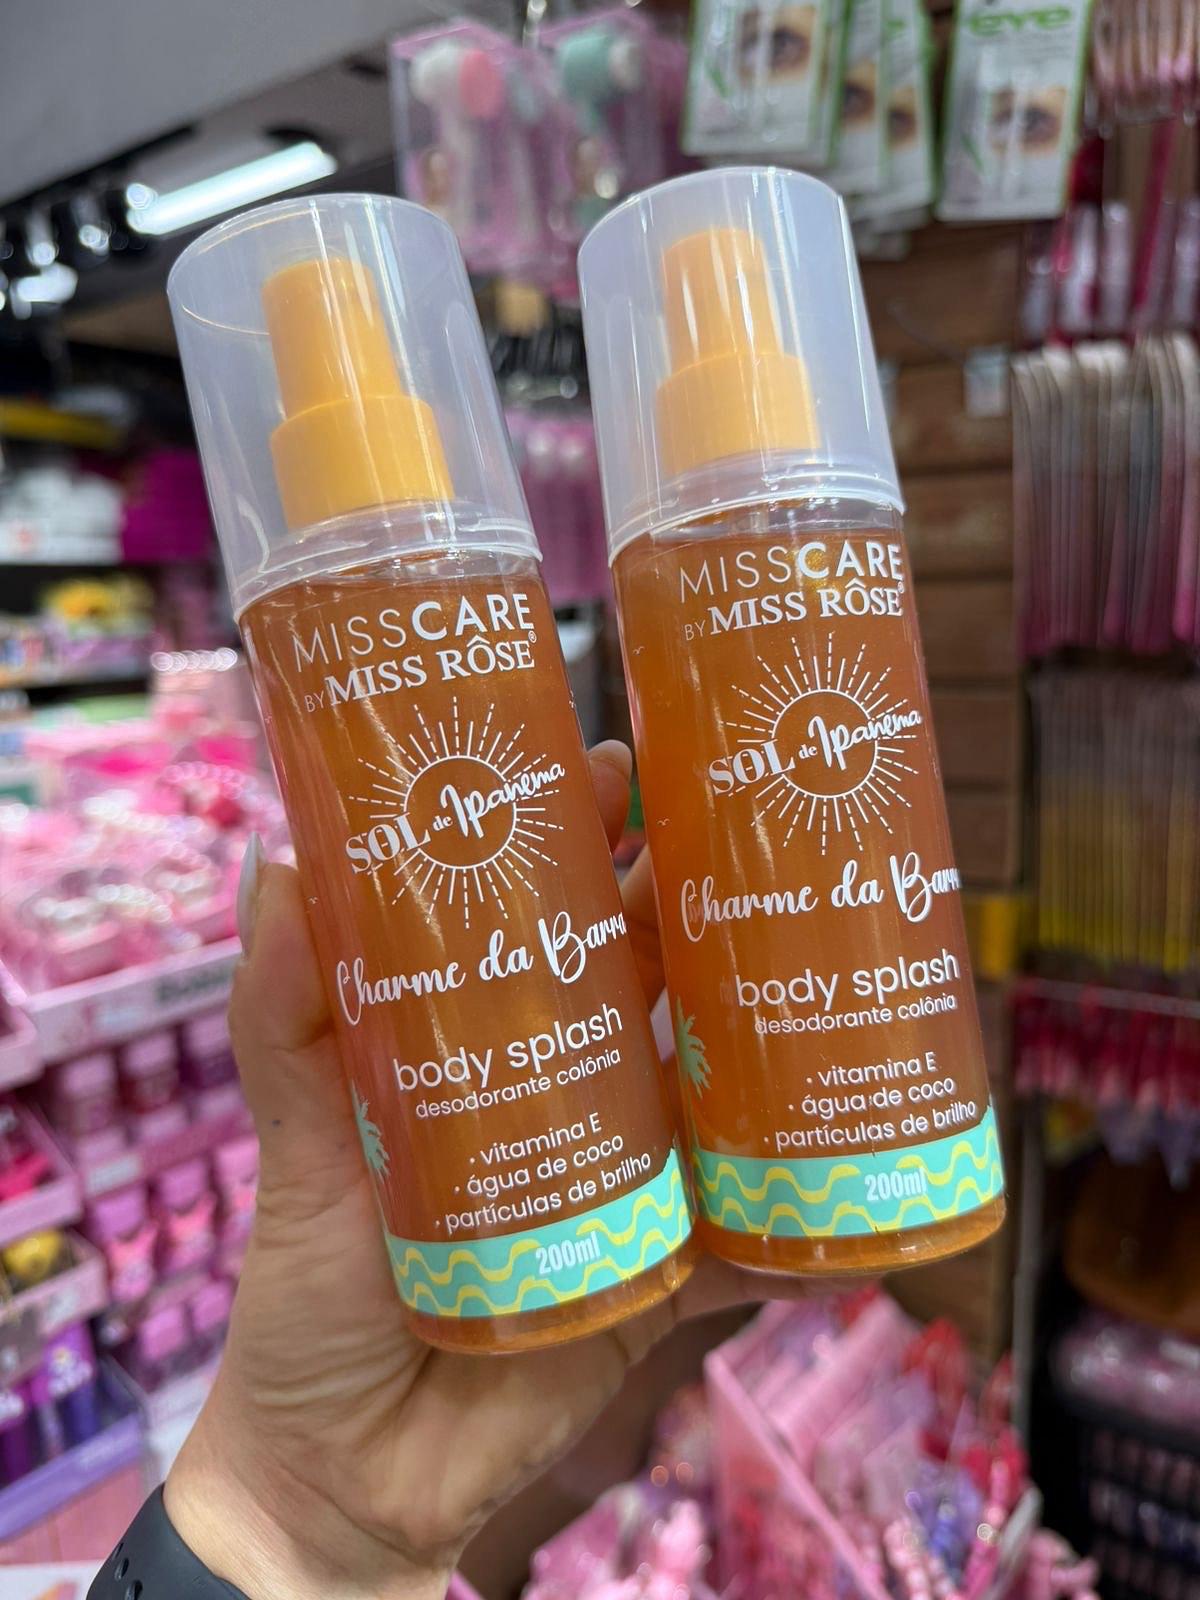 eye
MISSCARE
BY MISS RÔSE®
SOL de Ipanema
Charme da Barra
body splash
desodorante colônia
· vitamina E
· água de coco
· partículas de brilho
200ml
MISSCARE
BY MISS RÔSE®
SOL de Ipanema
Charme da Barr
body splash
desodorante colônia
· vitamina E
· água de coco
· partículas de brilho
200ml